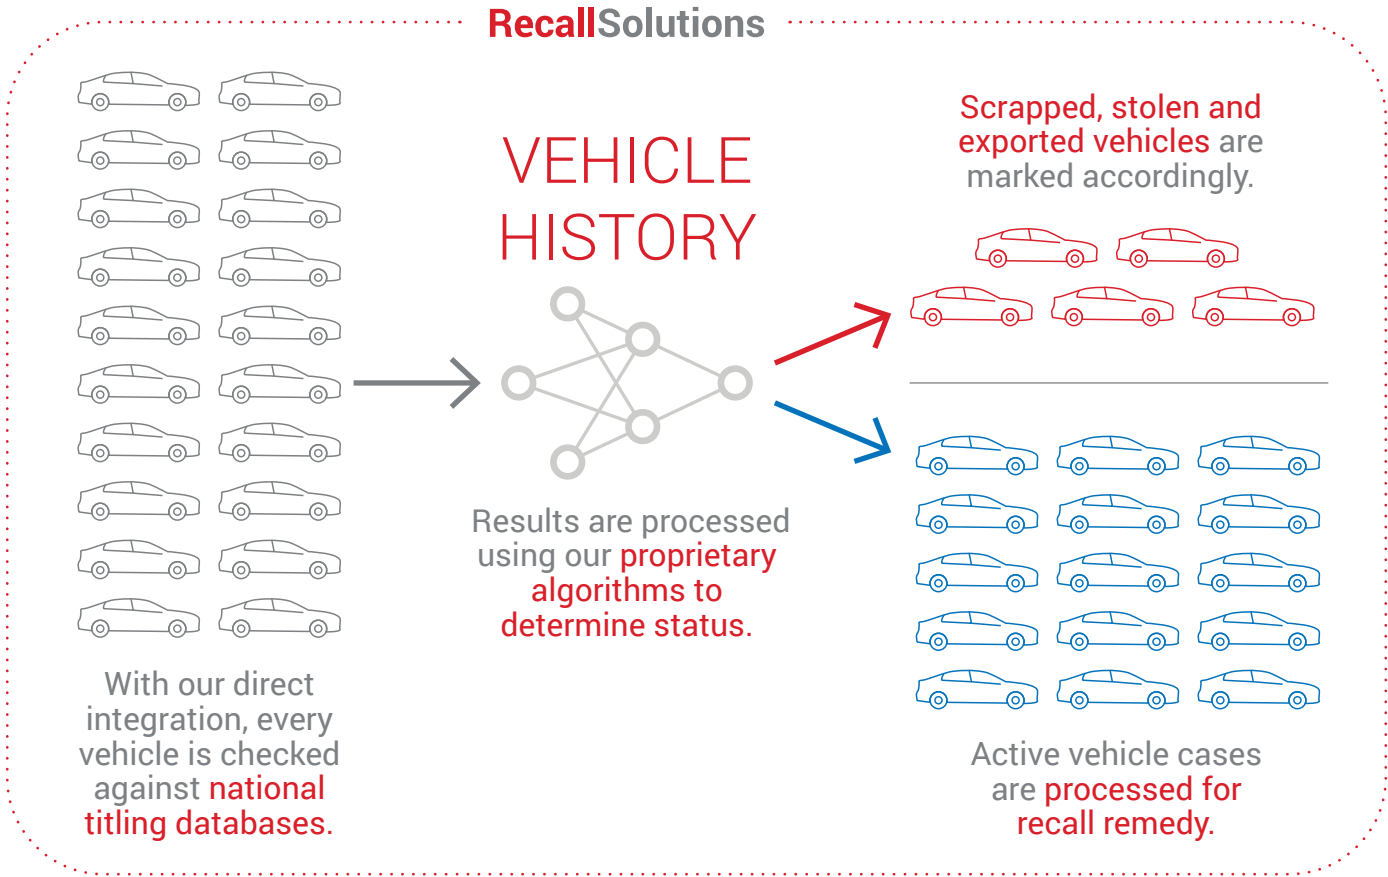 RecallSolutions
With our direct
integration, every
vehicle is checked
against national
titling databases.
VEHICLE
HISTORY
Results are processed
using our proprietary
algorithms to
determine status.
Scrapped, stolen and
exported vehicles are
marked accordingly.
Active vehicle cases
are processed for
recall remedy.